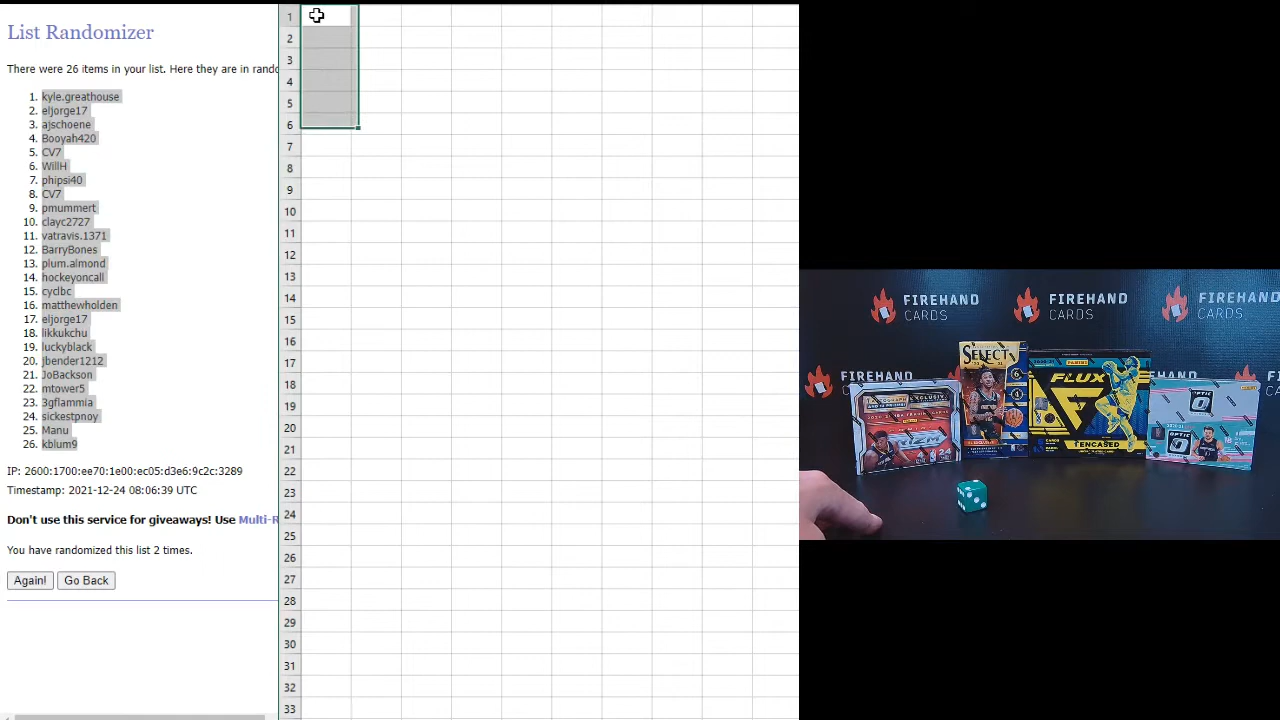 List Randomizer
There were 26 items in your list. Here they are in rando
1. kyle.greathouse
2. eljorge17
3. ajschoene
4. Booyah420
5. CV7
6. WillH
7. phipsi40
8. CV7
9. pmummert
10. clayc2727
11. vatravis.1371
12. BarryBones
13. plum.almond
14. hockeyoncall
15. cyclbc
16. matthewholden
17. eljorge17
18. likkukchu
19. luckyblack
20. Jbender1212
21. JoBackson
22. mtower5
23. 3gflammia
24. sickestpnoy
25. Manu
26. kblum9
IP: 2600:1700:ee70:1e00:ec05:d3e6:9c2c:3289
Timestamp: 2021-12-24 08:06:39 UTC
Don't use this service for giveaways! Use Multi-R
You have randomized this list 2 times.
Again! Go Back
1
2
3
4
5
6
7
8
9
10
11
12
13
14
15
16
17
18
19
20
21
22
23
24
25
26
27
28
29
30
31
32
33
FIREHAND CARDS
FIREHAND CARDS
FIREHAND CARDS
FIREHAND
SELECT
PANINI
FLUX
ENCASED
PRIZM
OPTIC
OPTIC